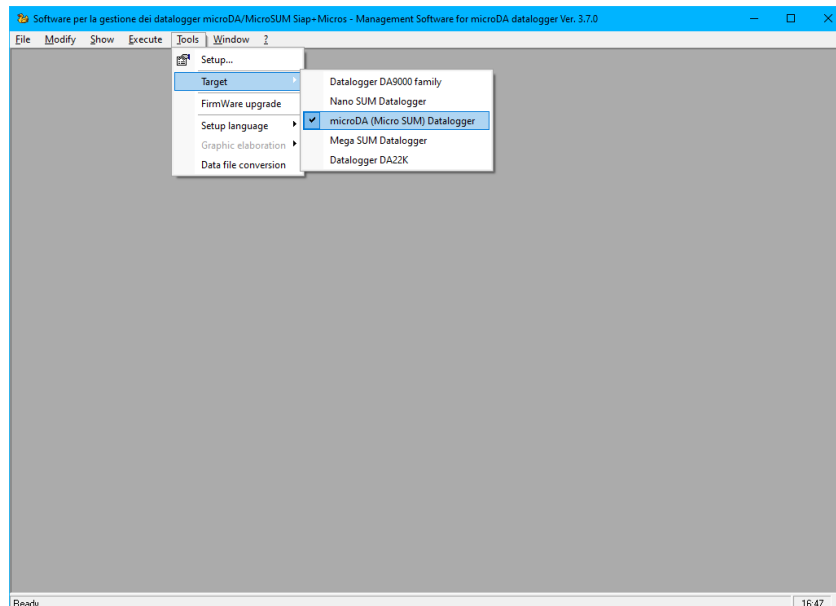 Software per la gestione dei datalogger microDA/MicroSUM Siap+Micros - Management Software for microDA datalogger Ver. 3.7.0
File Modify Show Execute Tools Window ?
Setup...
Target
FirmWare upgrade
Setup language
Graphic elaboration
Data file conversion
Datalogger DA9000 family
Nano SUM Datalogger
microDA (Micro SUM) Datalogger
Mega SUM Datalogger
Datalogger DA22K
Ready
16:47